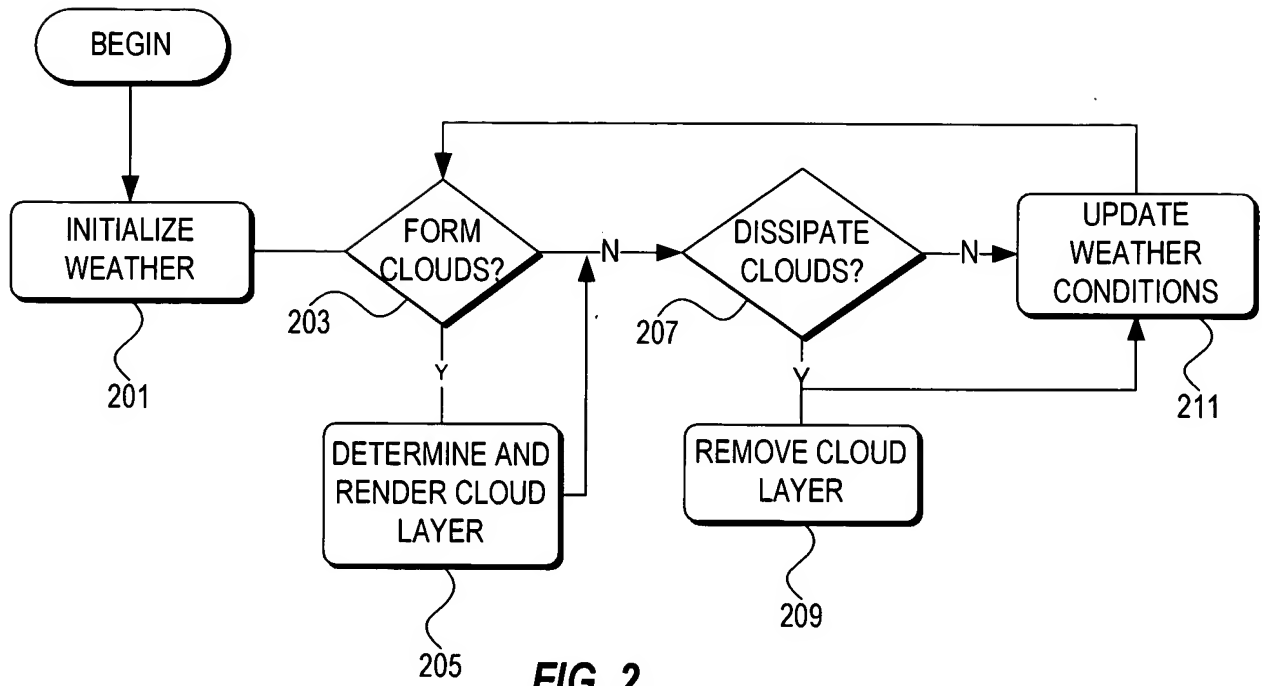 BEGIN
INITIALIZE
WEATHER
201
FORM
CLOUDS?
203
N
Y
DETERMINE AND
RENDER CLOUD
LAYER
205
DISSIPATE
CLOUDS?
207
N
Y
REMOVE CLOUD
LAYER
209
UPDATE
WEATHER
CONDITIONS
211
FIG. 2